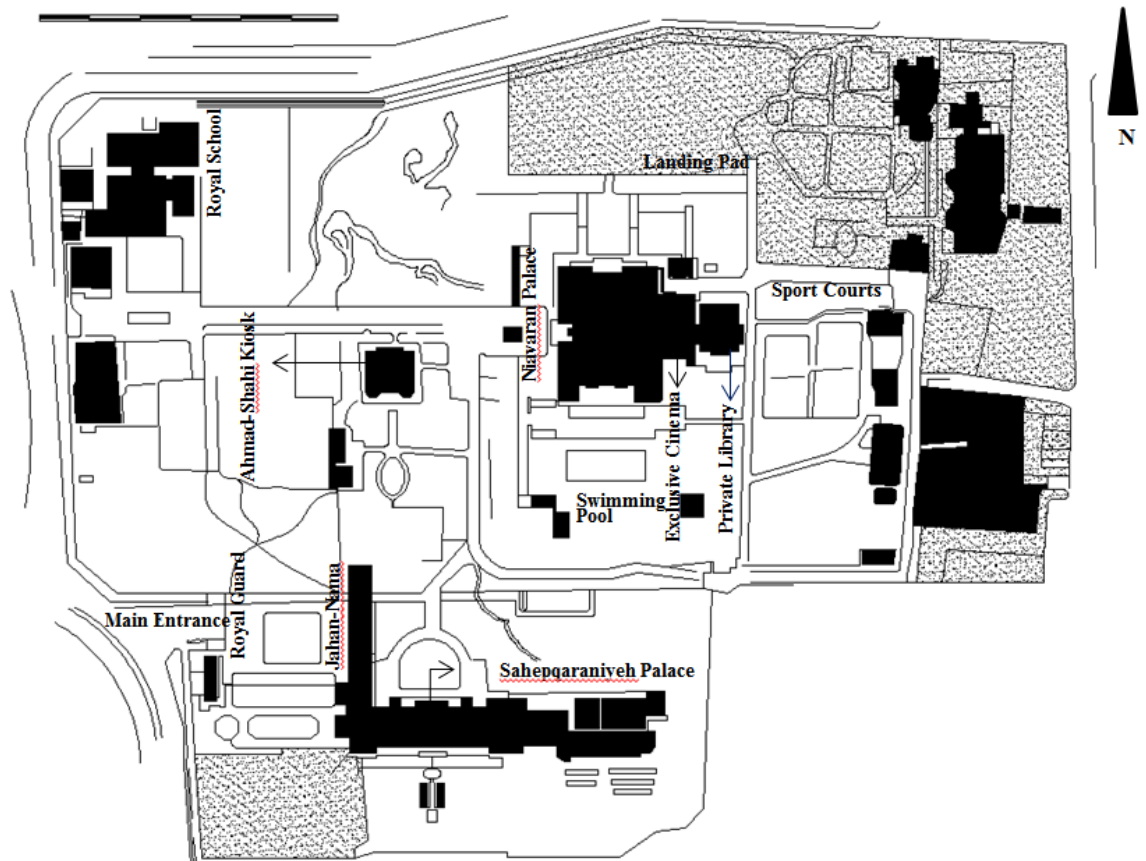 N
Royal School
Landing Pad
Niavaran Palace
Sport Courts
Ahmad-Shahi Kiosk
Exclusive Cinema
Private Library
Swimming
Pool
Royal Guard
Jahan-Nama
Main Entrance
Sahepqaraniyeh Palace